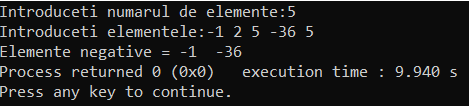 Introduceti numarul de elemente:5
Introduceti elementele:-1 2 5 -36 5
Elemente negative = -1  -36
Process returned 0 (0x0)   execution time : 9.940 s
Press any key to continue.